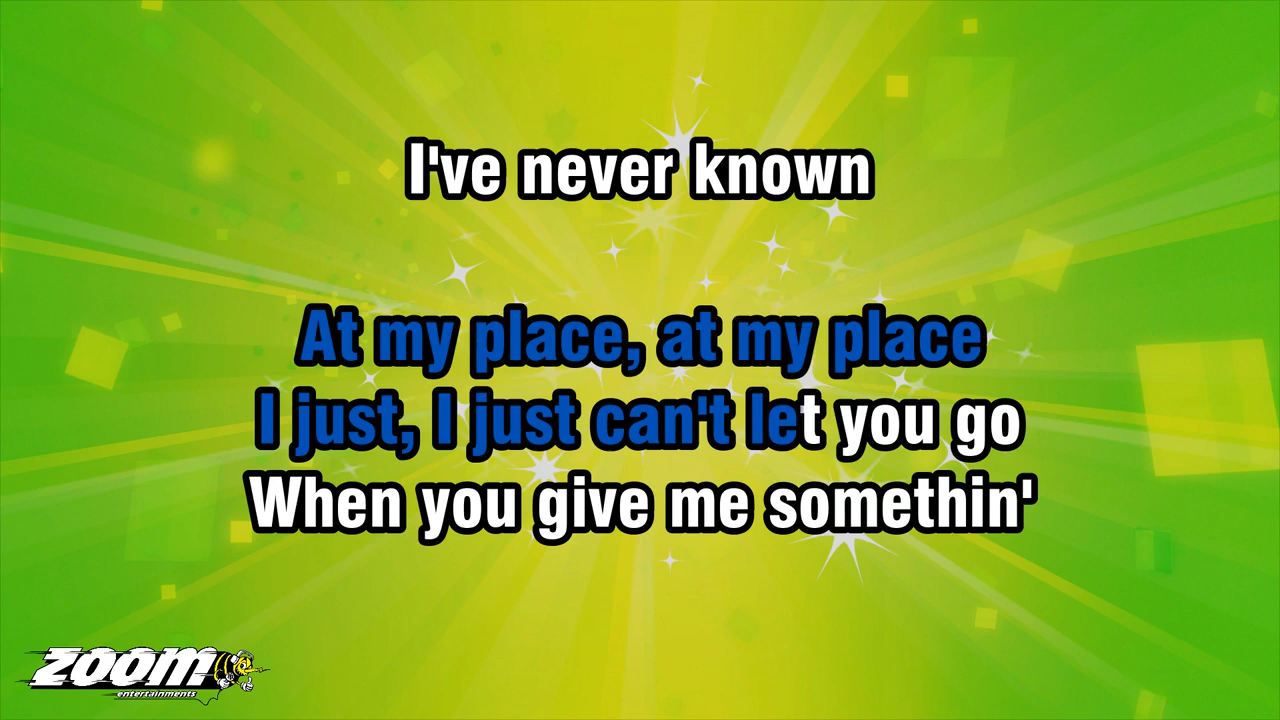 I've never known
At my place, at my place
I just, I just can't let you go
When you give me somethin'
zoom
entertainments